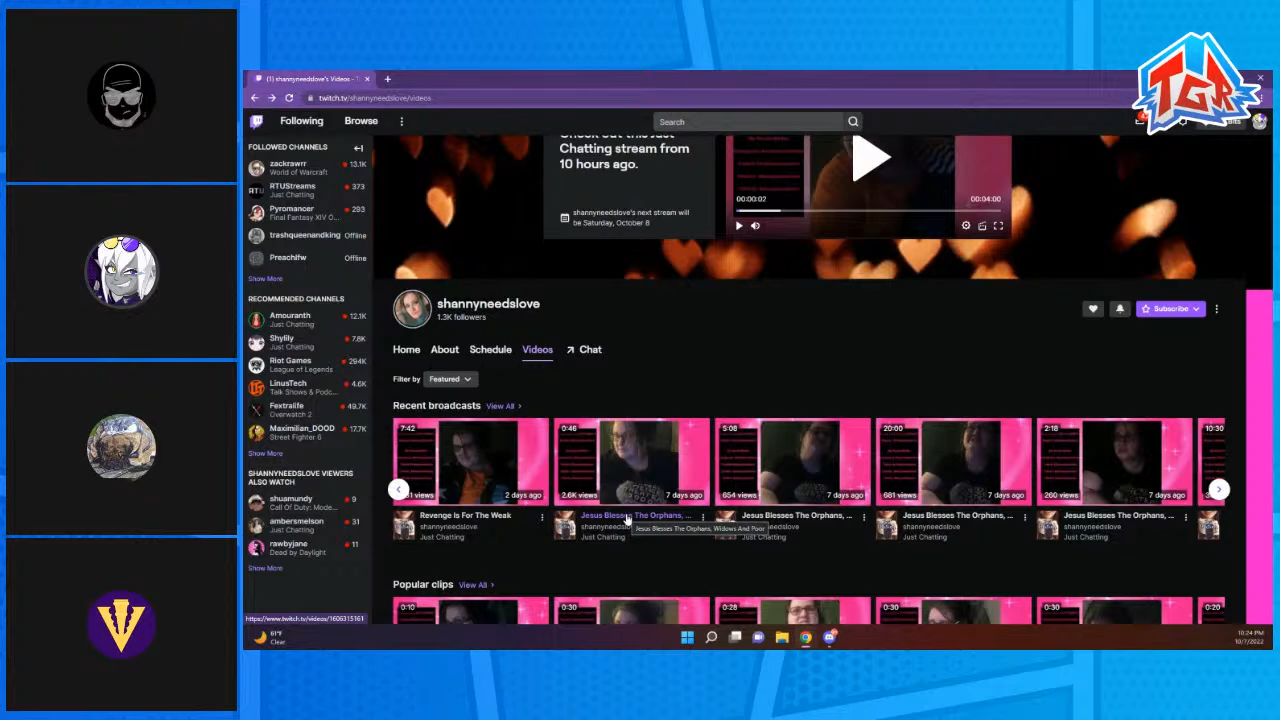 TGR
(1) shannyneedslove's Videos - T
twitch.tv/shannyneedslove/videos
Following
Browse
Search
FOLLOWED CHANNELS
zackrawrr
13.1K
World of Warcraft
RTUStreams
373
Just Chatting
Pyromancer
293
Final Fantasy XIV O...
trashqueenandking
Offline
Preachlfw
Offline
Show More
RECOMMENDED CHANNELS
Amouranth
12.1K
Just Chatting
Shylily
7.8K
Just Chatting
Riot Games
294K
League of Legends
LinusTech
4.6K
Talk Shows & Podc...
Fextralife
49.7K
Overwatch 2
Maximilian_DOOD
17.7K
Street Fighter 6
Show More
SHANNYNEEDSLOVE VIEWERS
ALSO WATCH
shuamundy
9
Call Of Duty: Mode...
ambersmelson
31
Just Chatting
rawbyjane
11
Dead by Daylight
Show More
Check out this Just
Chatting stream from
10 hours ago.
shannyneedslove's next stream will
be Saturday, October 8
00:00:02
00:04:00
shannyneedslove
1.3K followers
Subscribe
Home
About
Schedule
Videos
Chat
Filter by
Featured
Recent broadcasts
View All
7:42
views
2 days ago
Revenge Is For The Weak
shannyneedslove
Just Chatting
0:46
2.6K views
7 days ago
Jesus Blesses The Orphans, ...
Just Chatting
Jesus Blesses The Orphans, Widows And Poor
5:08
654 views
7 days ago
Jesus Blesses The Orphans, ...
Just Chatting
20:00
681 views
7 days ago
Jesus Blesses The Orphans, ...
shannyneedslove
Just Chatting
2:18
260 views
7 days ago
Jesus Blesses The Orphans, ...
shannyneedslove
Just Chatting
10:30
Popular clips
View All
0:10
0:30
0:28
0:30
0:30
0:20
https://www.twitch.tv/videos/1606315161
61°F
Clear
10:24 PM
10/7/2022